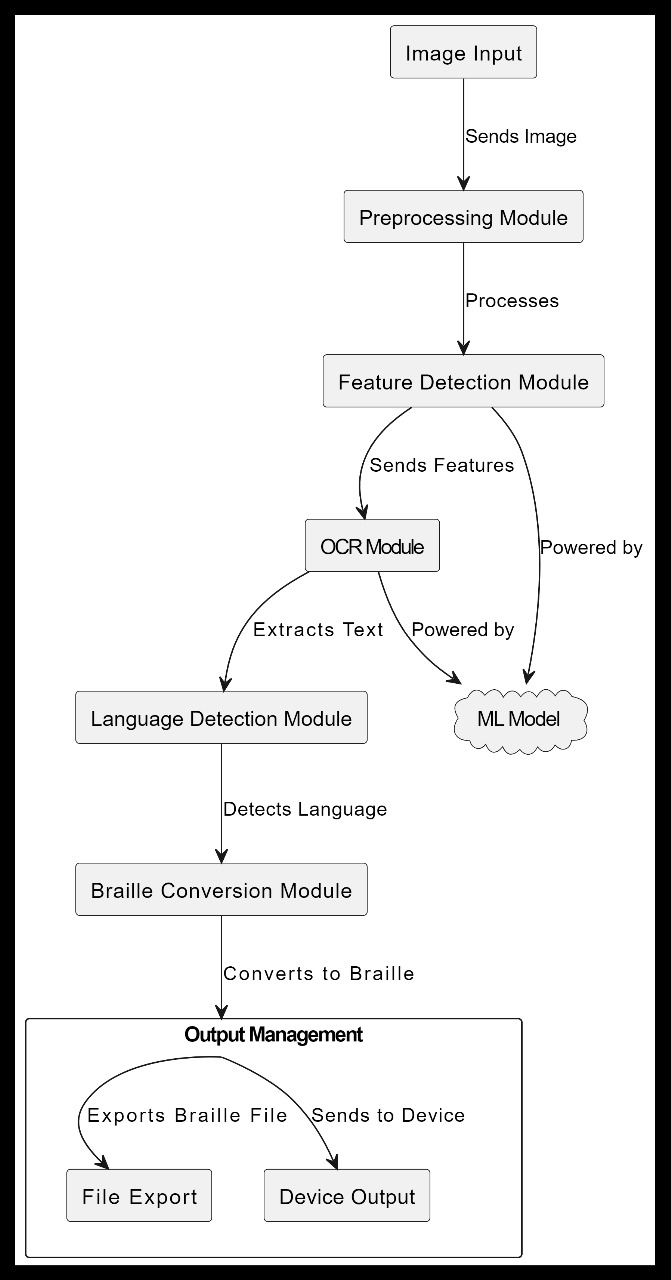 Image Input
Sends Image
Preprocessing Module
Processes
Feature Detection Module
Sends Features
OCR Module
Powered by
Extracts Text
Powered by
Language Detection Module
ML Model
Detects Language
Braille Conversion Module
Converts to Braille
Output Management
Exports Braille File
Sends to Device
File Export
Device Output